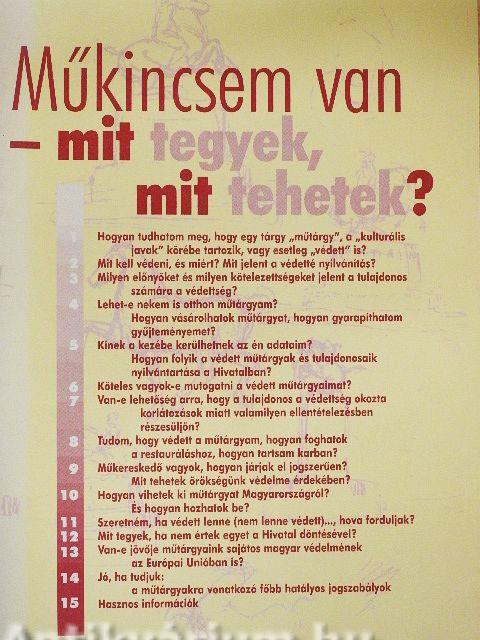 Műkincsem van
– mit tegyek,
mit tehetek?
1 Hogyan tudhatom meg, hogy egy tárgy „műtárgy", a „kulturális
javak" körébe tartozik, vagy esetleg „védett" is?
2 Mit kell védeni, és miért? Mit jelent a védetté nyilvánítás?
3 Milyen előnyöket és milyen kötelezettségeket jelent a tulajdonos
számára a védettség?
4 Lehet-e nekem is otthon műtárgyam?
Hogyan vásárolhatok műtárgyat, hogyan gyarapíthatom
gyűjteményemet?
5 Kinek a kezébe kerülhetnek az én adataim?
Hogyan folyik a védett műtárgyak és tulajdonosaik
nyilvántartása a Hivatalban?
6 Köteles vagyok-e mutogatni a védett műtárgyaimat?
7 Van-e lehetőség arra, hogy a tulajdonos a védettség okozta
korlátozások miatt valamilyen ellentételezésben
részesüljön?
8 Tudom, hogy védett a műtárgyam, hogyan foghatok
a restauráláshoz, hogyan tartsam karban?
9 Műkereskedő vagyok, hogyan járjak el jogszerűen?
Mit tehetek örökségünk védelme érdekében?
10 Hogyan vihetek ki műtárgyat Magyarországról?
És hogyan hozhatok be?
11 Szeretném, ha védett lenne (nem lenne védett)..., hova forduljak?
12 Mit tegyek, ha nem értek egyet a Hivatal döntésével?
13 Van-e jövője műtárgyaink sajátos magyar védelmének
az Európai Unióban is?
14 Jó, ha tudjuk:
a műtárgyakra vonatkozó főbb hatályos jogszabályok
15 Hasznos információk
Antikvárium.hu